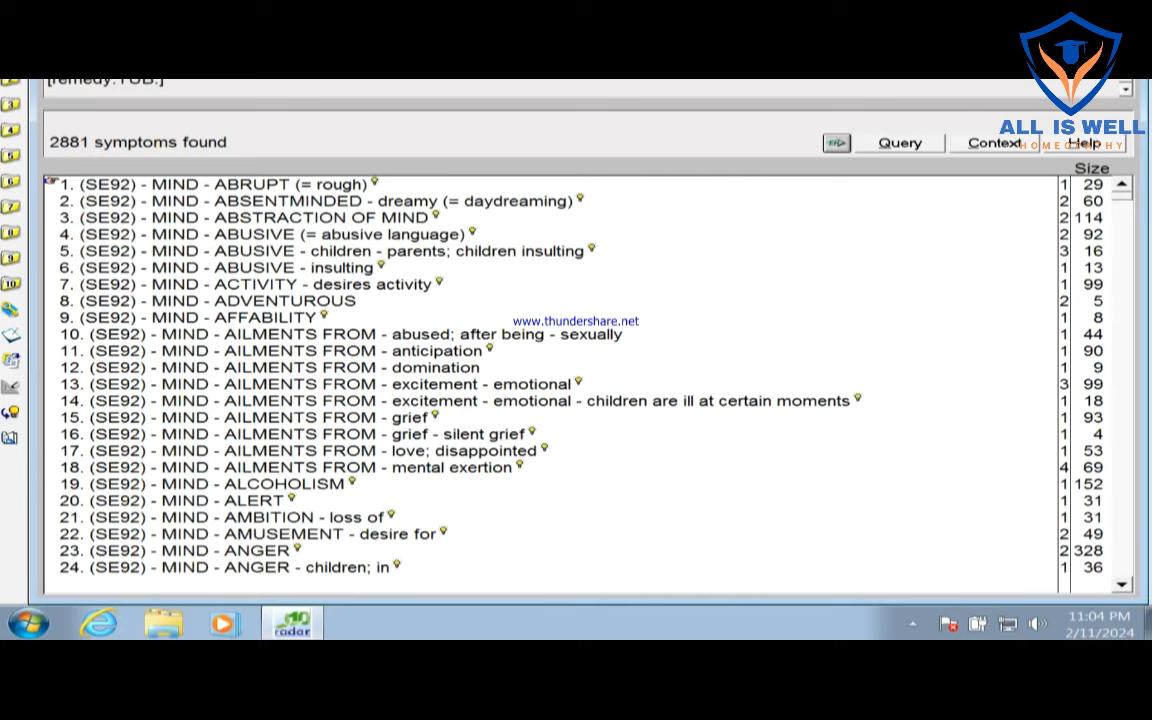 [remedy: TUB.]
ALL IS WELL
HOMEOPATHY
2881 symptoms found
Query
Context
Help
Size
1. (SE92) - MIND - ABRUPT (= rough) 1 29
2. (SE92) - MIND - ABSENTMINDED - dreamy (= daydreaming) 2 60
3. (SE92) - MIND - ABSTRACTION OF MIND 2 114
4. (SE92) - MIND - ABUSIVE (= abusive language) 2 92
5. (SE92) - MIND - ABUSIVE - children - parents; children insulting 3 16
6. (SE92) - MIND - ABUSIVE - insulting 1 13
7. (SE92) - MIND - ACTIVITY - desires activity 1 99
8. (SE92) - MIND - ADVENTUROUS 2 5
9. (SE92) - MIND - AFFABILITY 1 8
www.thundershare.net
10. (SE92) - MIND - AILMENTS FROM - abused; after being - sexually 1 44
11. (SE92) - MIND - AILMENTS FROM - anticipation 1 90
12. (SE92) - MIND - AILMENTS FROM - domination 1 9
13. (SE92) - MIND - AILMENTS FROM - excitement - emotional 3 99
14. (SE92) - MIND - AILMENTS FROM - excitement - emotional - children are ill at certain moments 1 18
15. (SE92) - MIND - AILMENTS FROM - grief 1 93
16. (SE92) - MIND - AILMENTS FROM - grief - silent grief 1 4
17. (SE92) - MIND - AILMENTS FROM - love; disappointed 1 53
18. (SE92) - MIND - AILMENTS FROM - mental exertion 4 69
19. (SE92) - MIND - ALCOHOLISM 1 152
20. (SE92) - MIND - ALERT 1 31
21. (SE92) - MIND - AMBITION - loss of 1 31
22. (SE92) - MIND - AMUSEMENT - desire for 2 49
23. (SE92) - MIND - ANGER 2 328
24. (SE92) - MIND - ANGER - children; in 1 36
3
4
5
6
7
8
9
10
10
radar
11:04 PM
2/11/2024